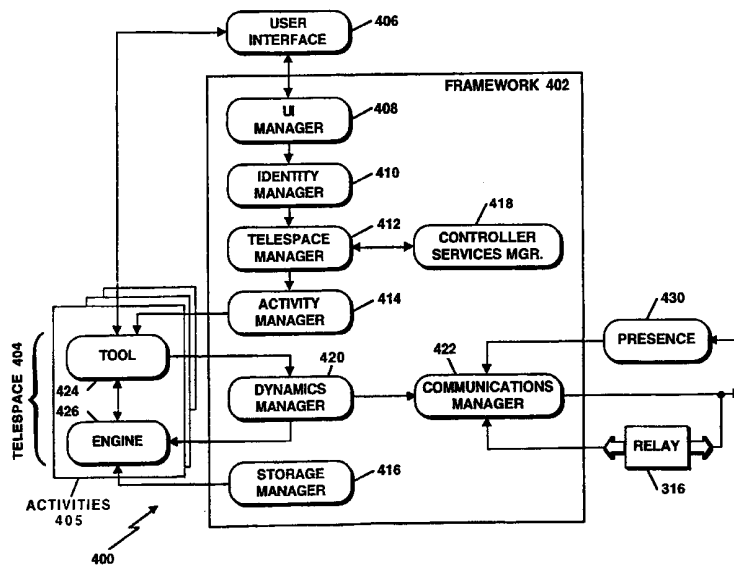 USER
INTERFACE
406
FRAMEWORK 402
UI
MANAGER
408
IDENTITY
MANAGER
410
TELESPACE
MANAGER
412
418
CONTROLLER
SERVICES MGR.
ACTIVITY
MANAGER
414
430
PRESENCE
TELESPACE 404
TOOL
424
426
ENGINE
420
DYNAMICS
MANAGER
422
COMMUNICATIONS
MANAGER
RELAY
316
STORAGE
MANAGER
416
ACTIVITIES
405
400